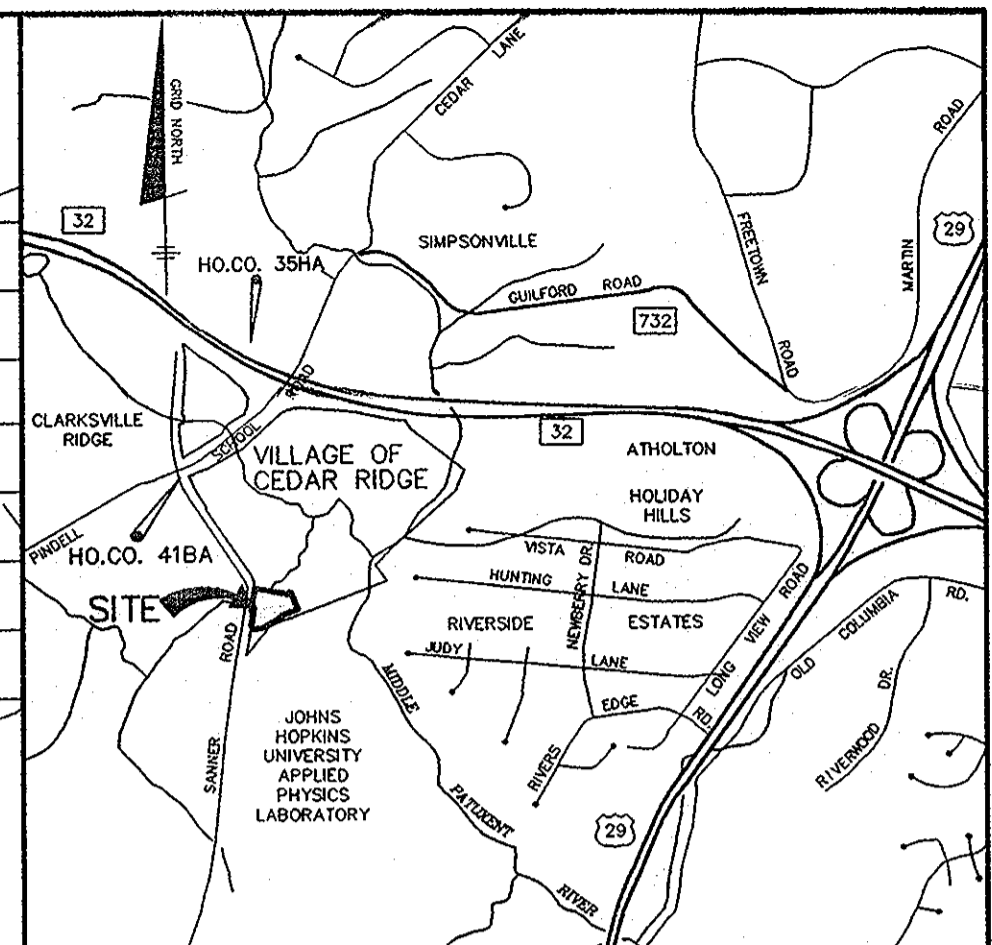 GRID NORTH
CEDAR LANE
ROAD
32
SIMPSONVILLE
FREETOWN
ROAD
MARTIN
29
HO.CO. 35HA
GUILFORD ROAD
732
ROAD
CLARKSVILLE
RIDGE
SCHOOL
VILLAGE OF
CEDAR RIDGE
32
ATHOLTON
HOLIDAY
HILLS
PINDELL
HO.CO. 41BA
VISTA ROAD
NEWBERRY DR.
HUNTING LANE
SITE
RIVERSIDE
ESTATES
JUDY LANE
LONG VIEW ROAD
OLD COLUMBIA RD.
ROAD
SANNER
MIDDLE
PATUXENT
RIVER
EDGE RD.
RIVERS
RIVERWOOD DR.
JOHNS
HOPKINS
UNIVERSITY
APPLIED
PHYSICS
LABORATORY
29